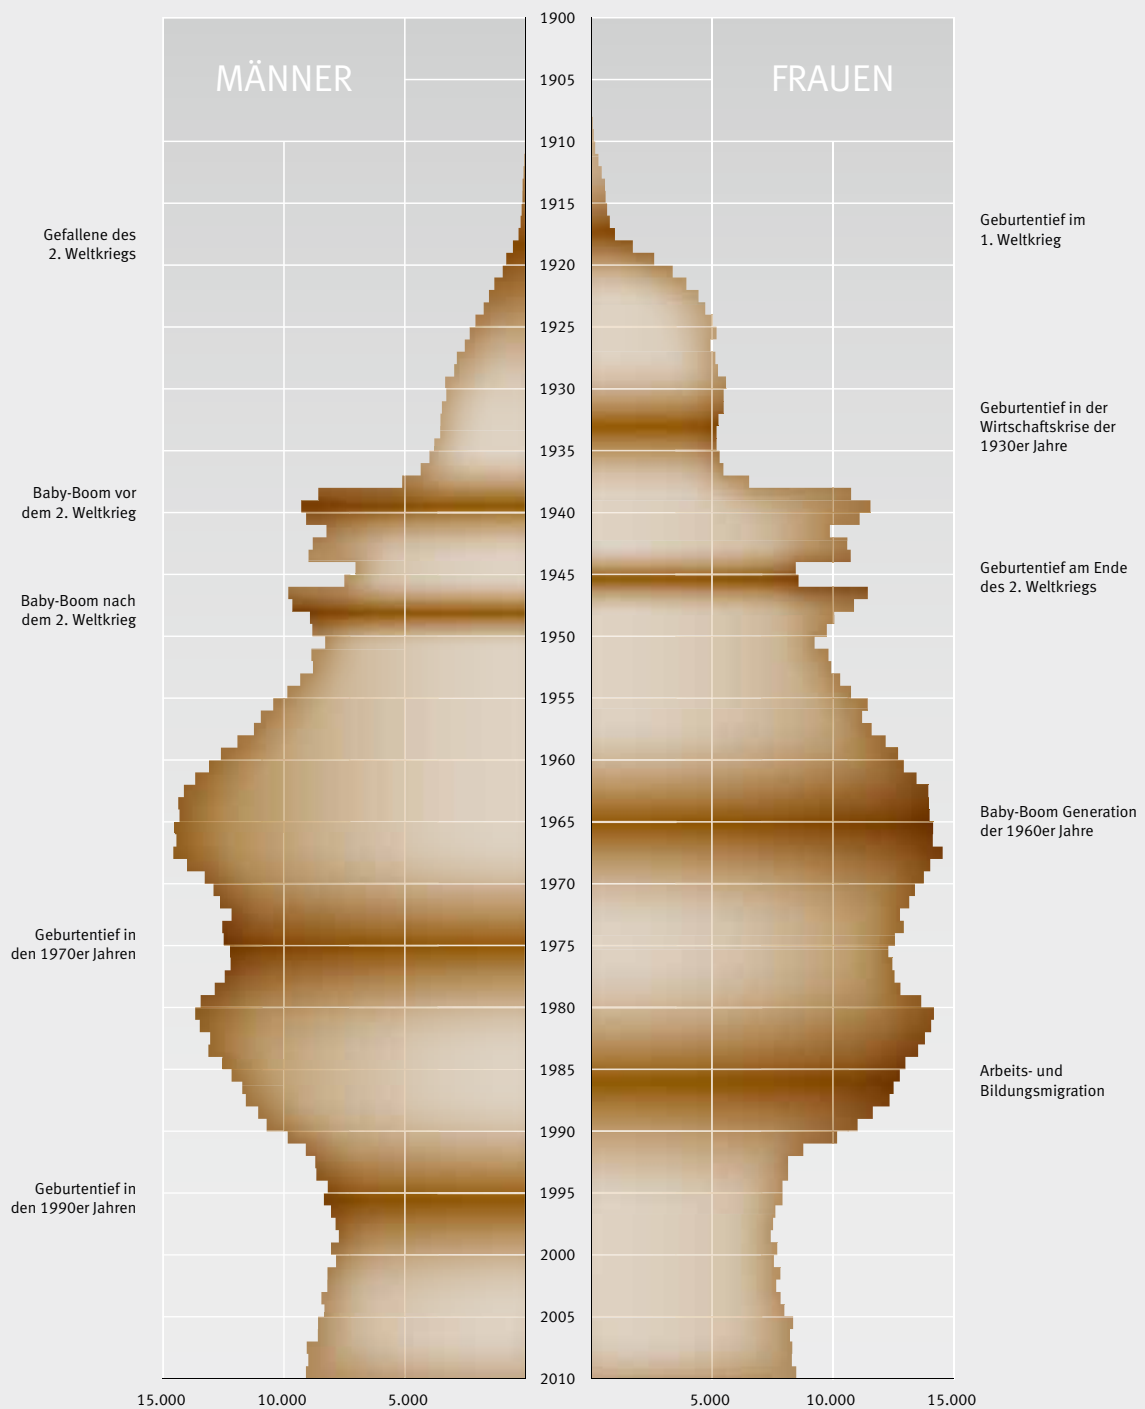 MÄNNER
FRAUEN
1900
1905
1910
1915
1920
1925
1930
1935
1940
1945
1950
1955
1960
1965
1970
1975
1980
1985
1990
1995
2000
2005
2010
Gefallene des
2. Weltkriegs
Baby-Boom vor
dem 2. Weltkrieg
Baby-Boom nach
dem 2. Weltkrieg
Geburtentief in
den 1970er Jahren
Geburtentief in
den 1990er Jahren
Geburtentief im
1. Weltkrieg
Geburtentief in der
Wirtschaftskrise der
1930er Jahre
Geburtentief am Ende
des 2. Weltkriegs
Baby-Boom Generation
der 1960er Jahre
Arbeits- und
Bildungsmigration
15.000 10.000 5.000 5.000 10.000 15.000